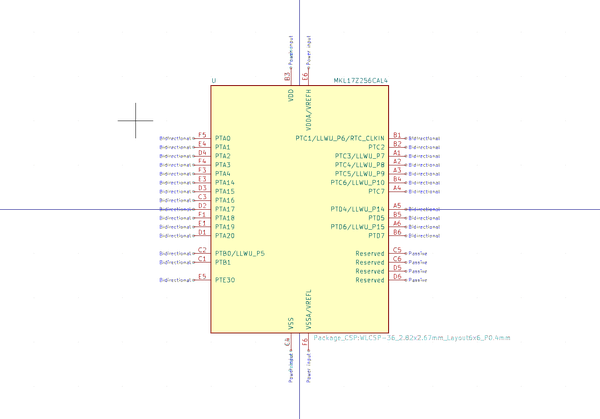 Power input
Power input
B3
E6
U
MKL17Z256CAL4
VDD
VDDA/VREFH
Bidirectional F5 PTA0
Bidirectional E4 PTA1
Bidirectional D4 PTA2
Bidirectional F4 PTA3
Bidirectional F3 PTA4
Bidirectional E3 PTA14
Bidirectional D3 PTA15
Bidirectional C3 PTA16
Bidirectional D2 PTA17
Bidirectional F1 PTA18
Bidirectional E1 PTA19
Bidirectional D1 PTA20
Bidirectional C2 PTB0/LLWU_P5
Bidirectional C1 PTB1
Bidirectional E5 PTE30
PTC1/LLWU_P6/RTC_CLKIN B1 Bidirectional
PTC2 B2 Bidirectional
PTC3/LLWU_P7 A1 Bidirectional
PTC4/LLWU_P8 A2 Bidirectional
PTC5/LLWU_P9 A3 Bidirectional
PTC6/LLWU_P10 B4 Bidirectional
PTC7 A4 Bidirectional
PTD4/LLWU_P14 A5 Bidirectional
PTD5 B5 Bidirectional
PTD6/LLWU_P15 A6 Bidirectional
PTD7 B6 Bidirectional
Reserved C5 Passive
Reserved C6 Passive
Reserved D5 Passive
Reserved D6 Passive
VSS
VSSA/VREFL
Package_CSP:WLCSP-36_2.82x2.67mm_Layout6x6_P0.4mm
C4
F6
Power input
Power input